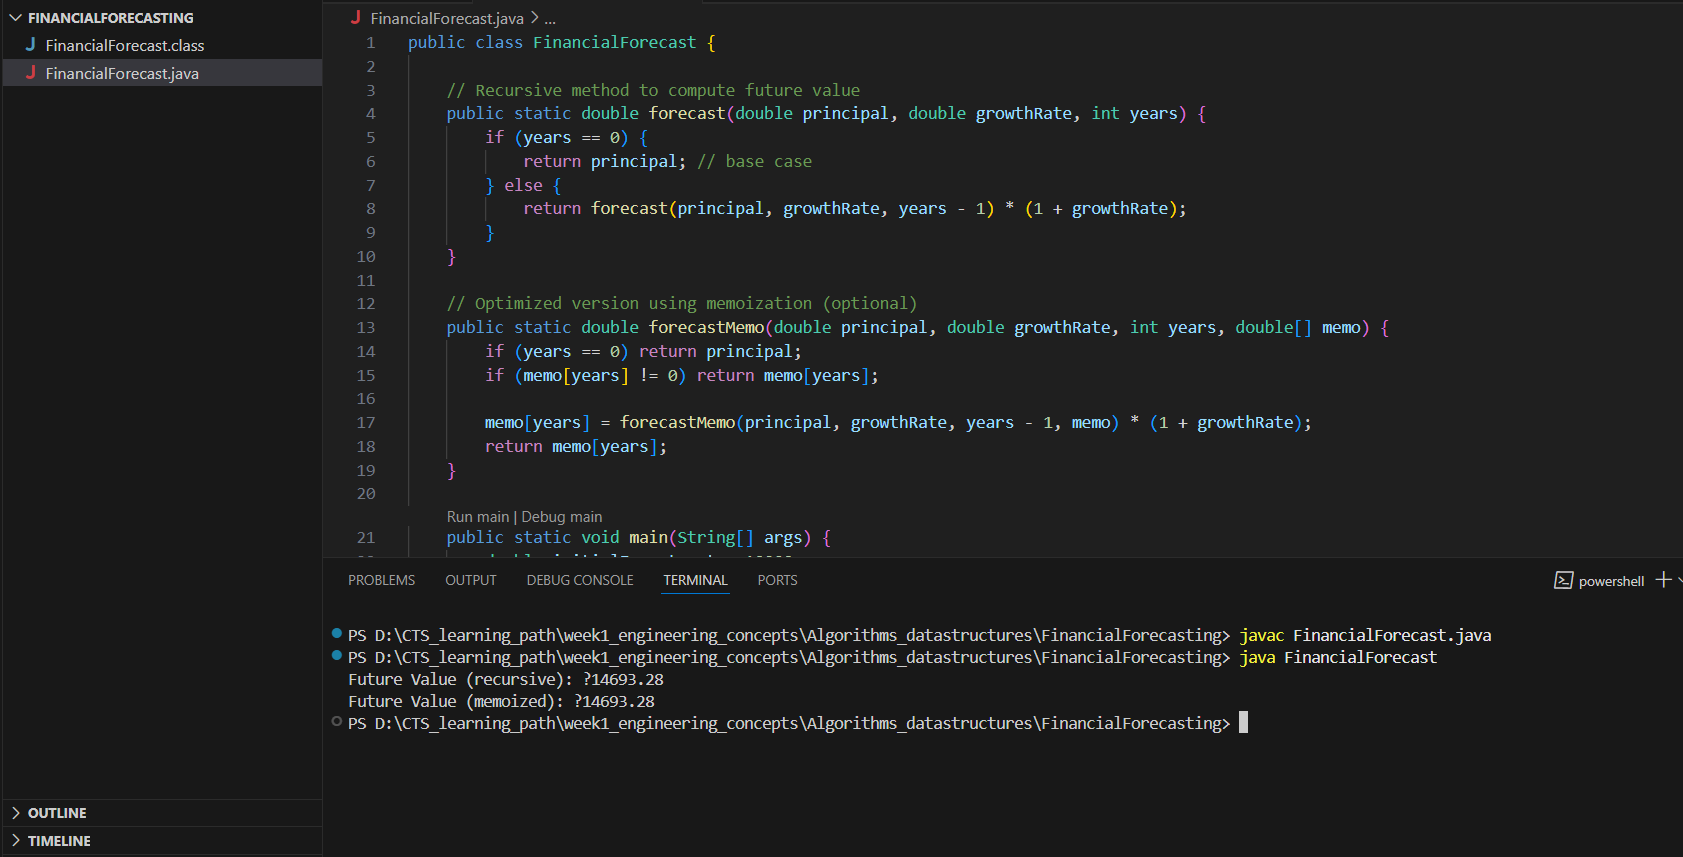 FINANCIALFORECASTING
J FinancialForecast.class
J FinancialForecast.java
OUTLINE
TIMELINE
J FinancialForecast.java > ...
1 public class FinancialForecast {
2
3 // Recursive method to compute future value
4 public static double forecast(double principal, double growthRate, int years) {
5 if (years == 0) {
6 return principal; // base case
7 } else {
8 return forecast(principal, growthRate, years - 1) * (1 + growthRate);
9 }
10 }
11
12 // Optimized version using memoization (optional)
13 public static double forecastMemo(double principal, double growthRate, int years, double[] memo) {
14 if (years == 0) return principal;
15 if (memo[years] != 0) return memo[years];
16
17 memo[years] = forecastMemo(principal, growthRate, years - 1, memo) * (1 + growthRate);
18 return memo[years];
19 }
20
Run main | Debug main
21 public static void main(String[] args) {
PROBLEMS OUTPUT DEBUG CONSOLE TERMINAL PORTS powershell
PS D:\CTS_learning_path\week1_engineering_concepts\Algorithms_datastructures\FinancialForecasting> javac FinancialForecast.java
PS D:\CTS_learning_path\week1_engineering_concepts\Algorithms_datastructures\FinancialForecasting> java FinancialForecast
Future Value (recursive): ?14693.28
Future Value (memoized): ?14693.28
PS D:\CTS_learning_path\week1_engineering_concepts\Algorithms_datastructures\FinancialForecasting>